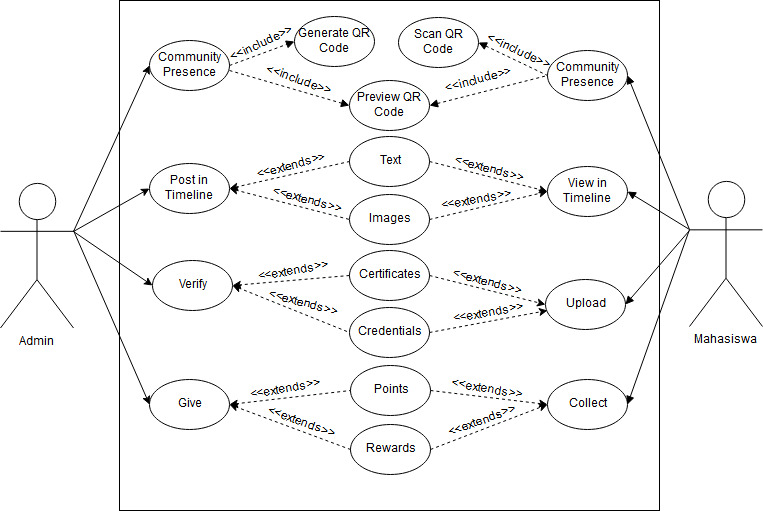 Generate QR
Code
Scan QR
Code
<<include>>
<<include>>
Community
Presence
Community
Presence
<<include>>
<<include>>
Preview QR
Code
Text
<<extends>>
<<extends>>
Post in
Timeline
View in
Timeline
<<extends>>
<<extends>>
Images
Certificates
<<extends>>
<<extends>>
Verify
Upload
<<extends>>
<<extends>>
Credentials
Admin
Mahasiswa
Points
<<extends>>
<<extends>>
Give
Collect
<<extends>>
<<extends>>
Rewards